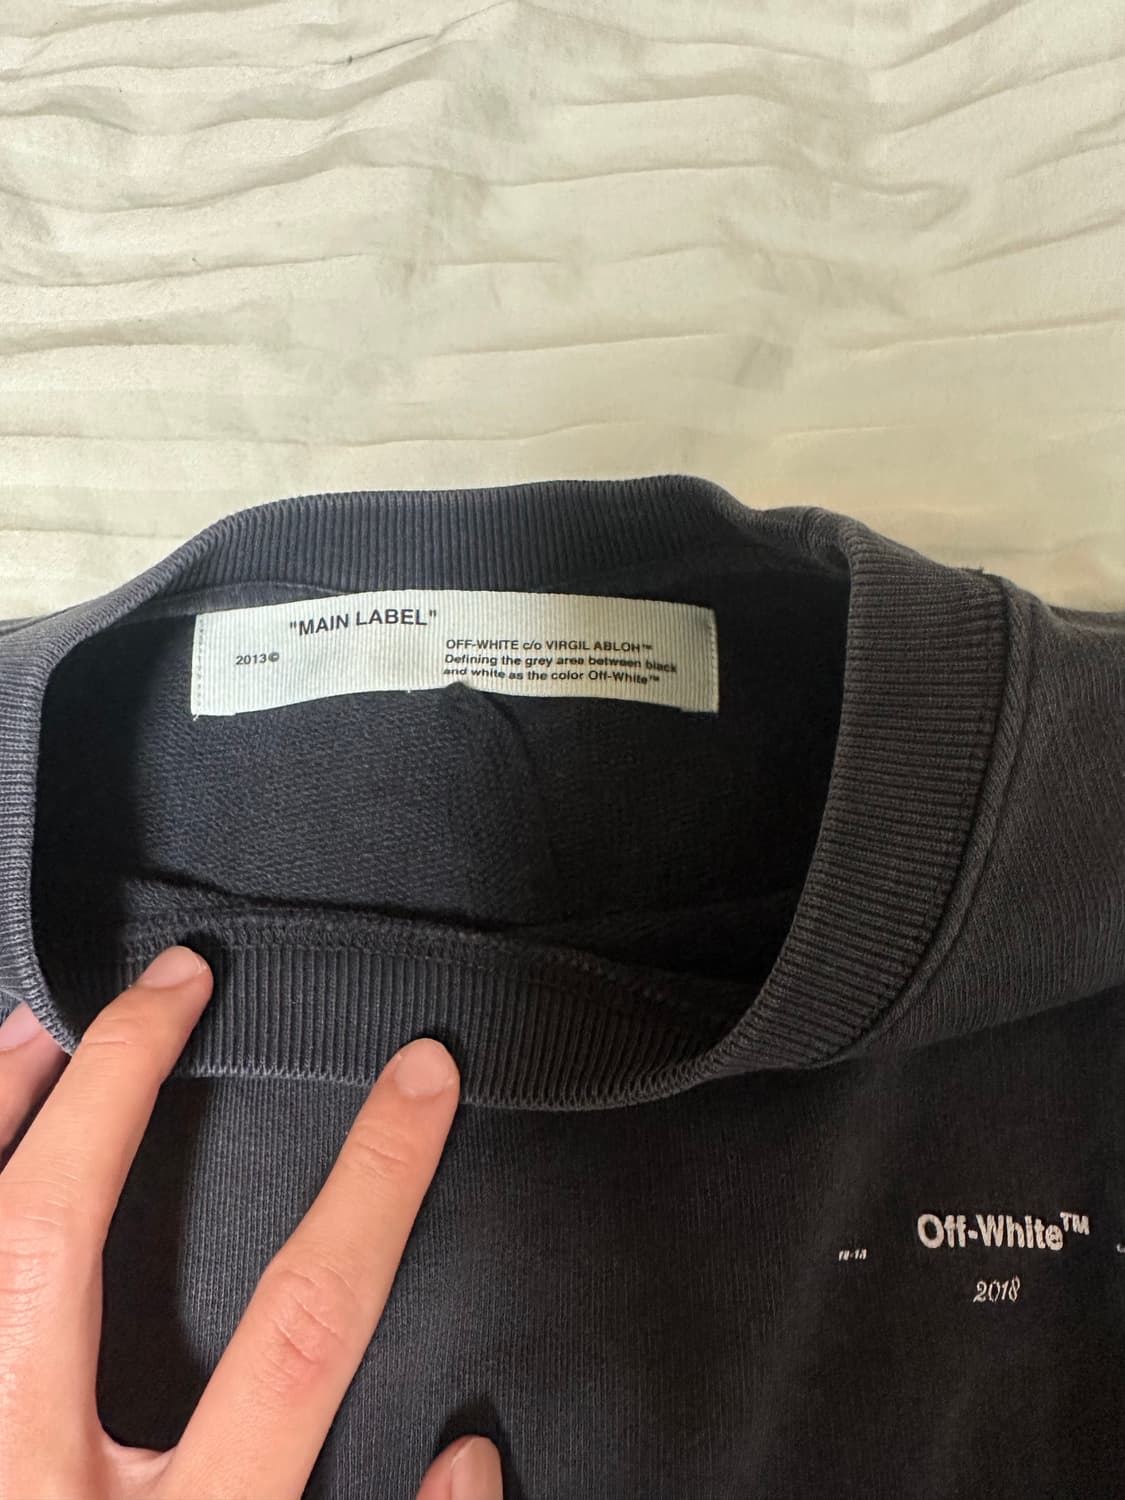 "MAIN LABEL"
2013©
OFF-WHITE c/o VIRGIL ABLOH™
Defining the grey area between black
and white as the color Off-White™
Off-White™
2018